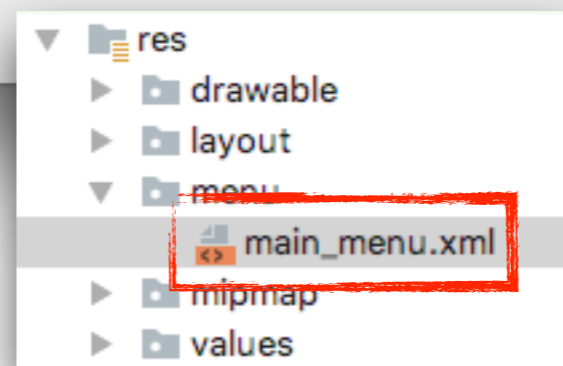 res
drawable
layout
menu
main_menu.xml
mipmap
values